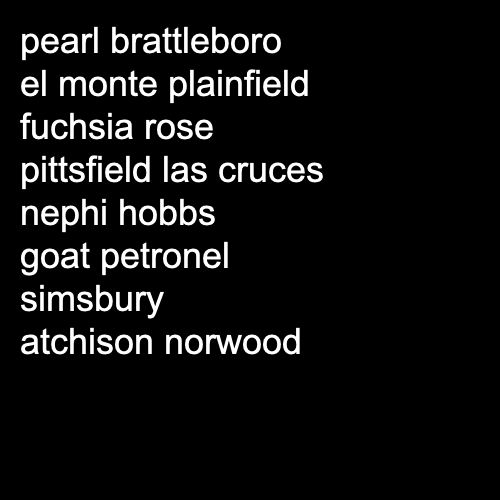 pearl brattleboro
el monte plainfield
fuchsia rose
pittsfield las cruces
nephi hobbs
goat petronel
simsbury
atchison norwood